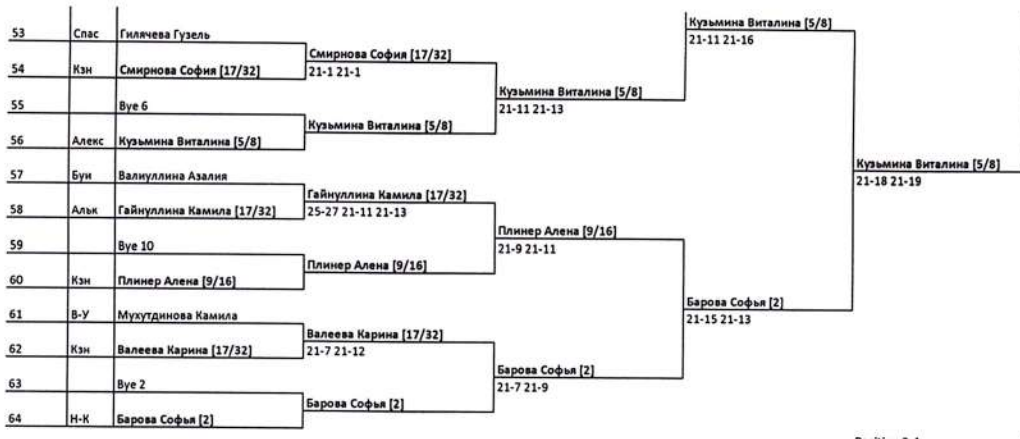 Кузьмина Виталина [5/8]
21-11 21-16
53 Спас Гилячева Гузель
Смирнова София [17/32]
21-1 21-1
54 Кзн Смирнова София [17/32]
Кузьмина Виталина [5/8]
21-11 21-13
55 Bye 6
Кузьмина Виталина [5/8]
56 Алекс Кузьмина Виталина [5/8]
Кузьмина Виталина [5/8]
21-18 21-19
57 Буи Валиуллина Азалия
Гайнуллина Камила [17/32]
25-27 21-11 21-13
58 Альк Гайнуллина Камила [17/32]
Плинер Алена [9/16]
21-9 21-11
59 Bye 10
Плинер Алена [9/16]
60 Кзн Плинер Алена [9/16]
Барова Софья [2]
21-15 21-13
61 В-У Мухутдинова Камила
Валеева Карина [17/32]
21-7 21-12
62 Кзн Валеева Карина [17/32]
Барова Софья [2]
21-7 21-9
63 Bye 2
Барова Софья [2]
64 Н-К Барова Софья [2]